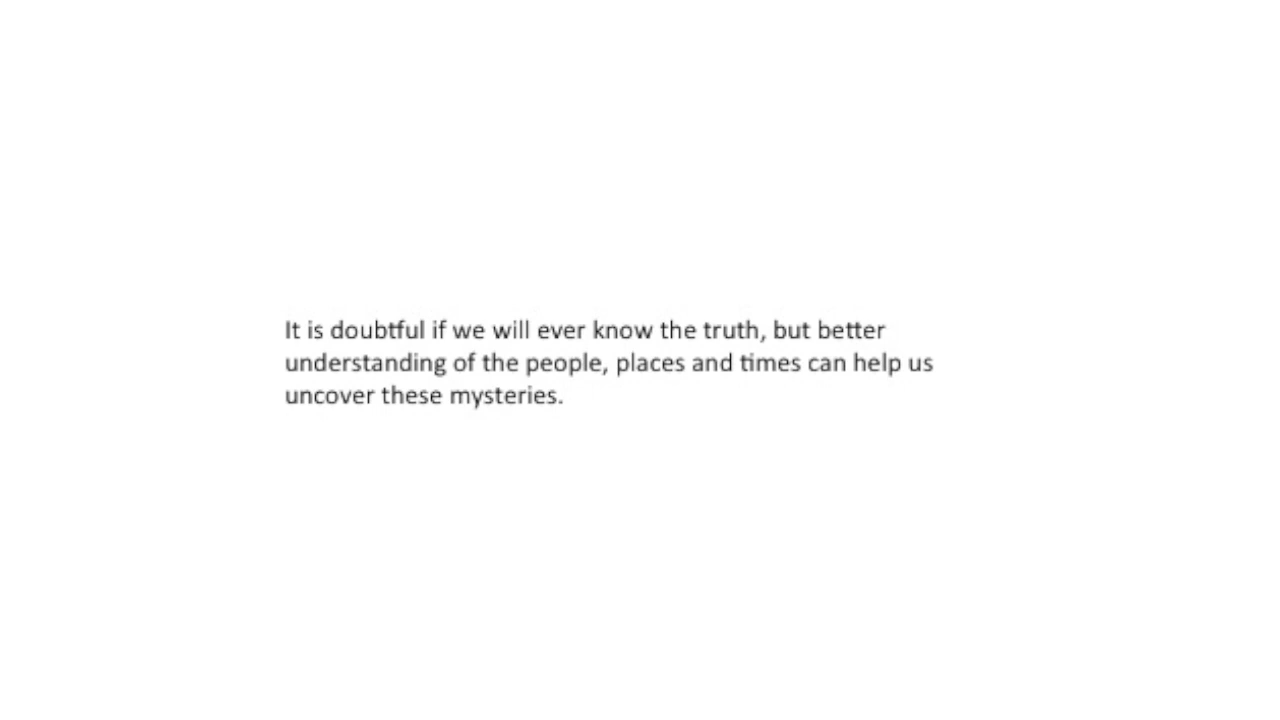 It is doubtful if we will ever know the truth, but better
understanding of the people, places and times can help us
uncover these mysteries.